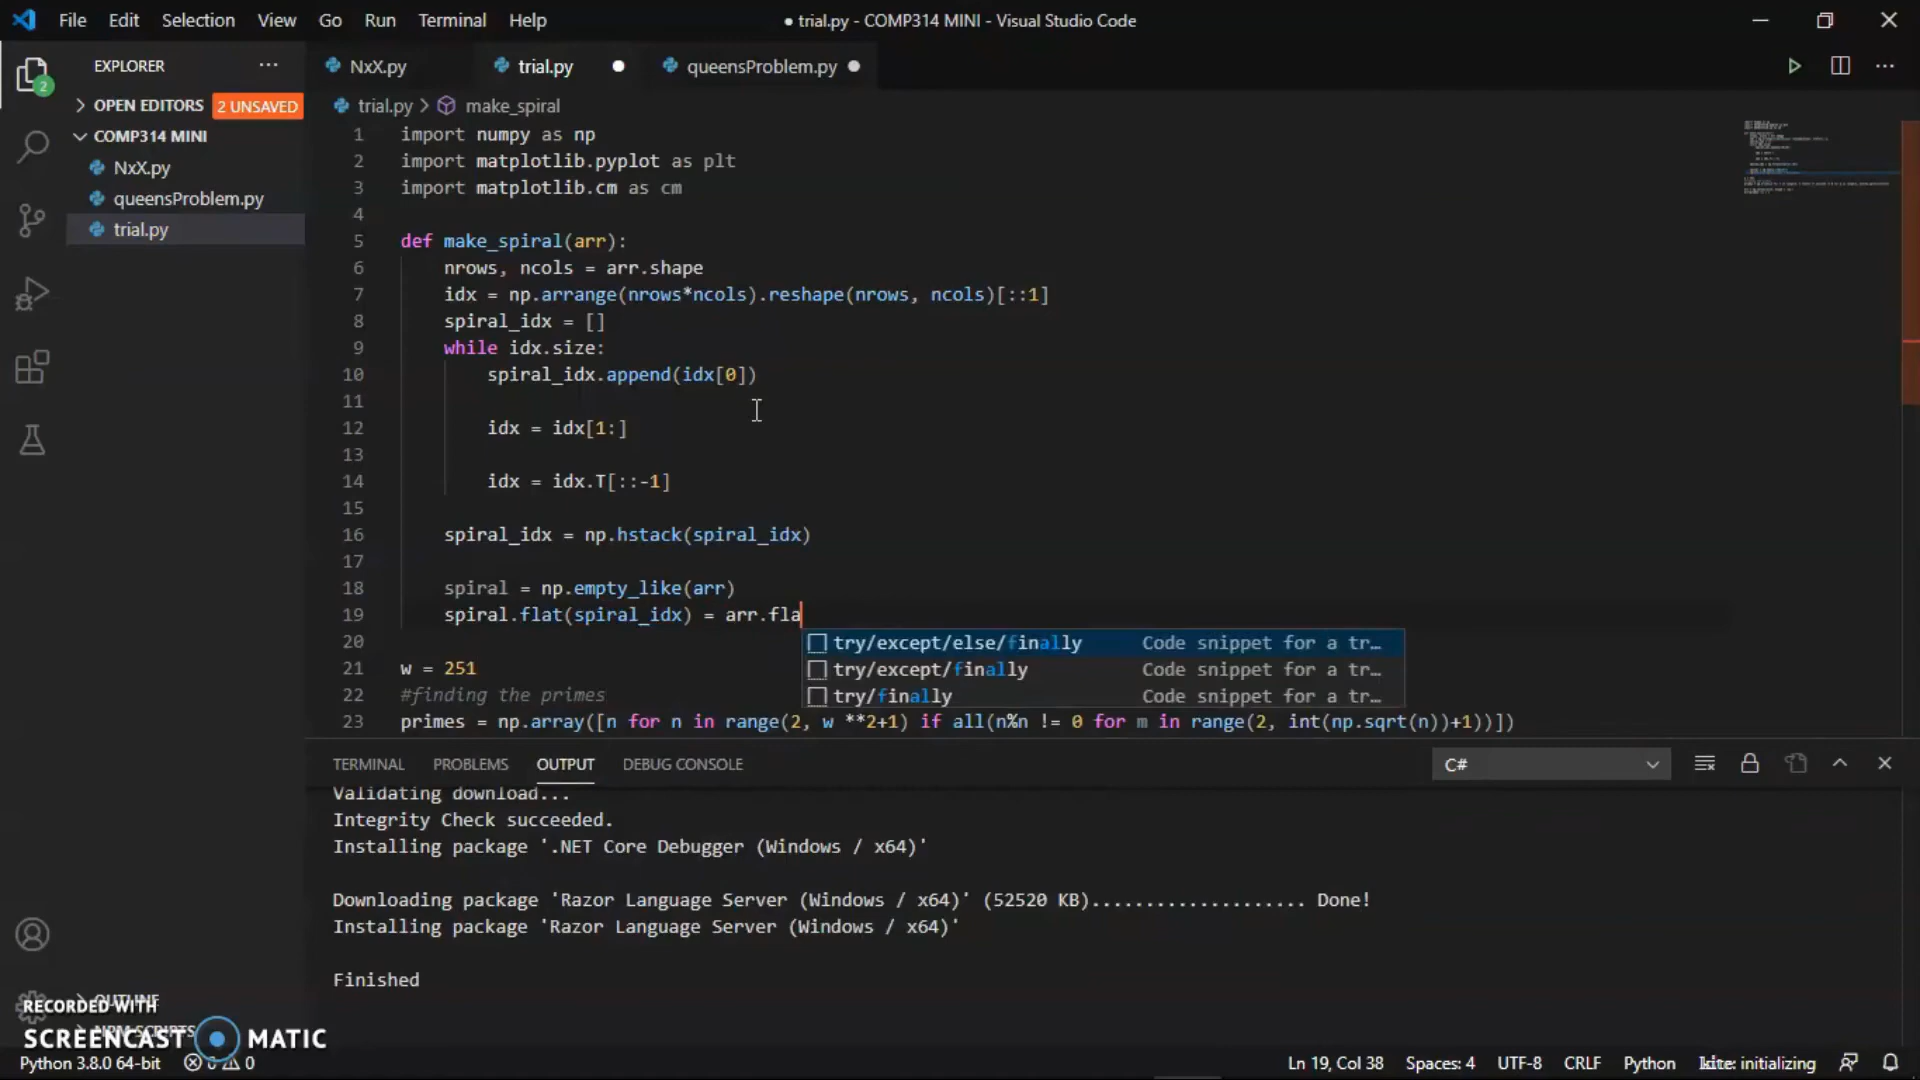 File Edit Selection View Go Run Terminal Help
● trial.py - COMP314 MINI - Visual Studio Code
EXPLORER
NxX.py
trial.py
queensProblem.py
OPEN EDITORS 2 UNSAVED
COMP314 MINI
NxX.py
queensProblem.py
trial.py
2
trial.py > make_spiral
1 import numpy as np
2 import matplotlib.pyplot as plt
3 import matplotlib.cm as cm
4
5 def make_spiral(arr):
6 nrows, ncols = arr.shape
7 idx = np.arrange(nrows*ncols).reshape(nrows, ncols)[::1]
8 spiral_idx = []
9 while idx.size:
10 spiral_idx.append(idx[0])
11
12 idx = idx[1:]
13
14 idx = idx.T[::-1]
15
16 spiral_idx = np.hstack(spiral_idx)
17
18 spiral = np.empty_like(arr)
19 spiral.flat(spiral_idx) = arr.fla
20
try/except/else/finally Code snippet for a tr…
try/except/finally Code snippet for a tr…
try/finally Code snippet for a tr…
21 w = 251
22 #finding the primes
23 primes = np.array([n for n in range(2, w **2+1) if all(n%n != 0 for m in range(2, int(np.sqrt(n))+1))])
TERMINAL PROBLEMS OUTPUT DEBUG CONSOLE
C#
Validating download...
Integrity Check succeeded.
Installing package '.NET Core Debugger (Windows / x64)'
Downloading package 'Razor Language Server (Windows / x64)' (52520 KB).................... Done!
Installing package 'Razor Language Server (Windows / x64)'
Finished
OUTLINE
NPM SCRIPTS
RECORDED WITH
SCREENCAST MATIC
Python 3.8.0 64-bit 0 0
Ln 19, Col 38 Spaces: 4 UTF-8 CRLF Python initializing